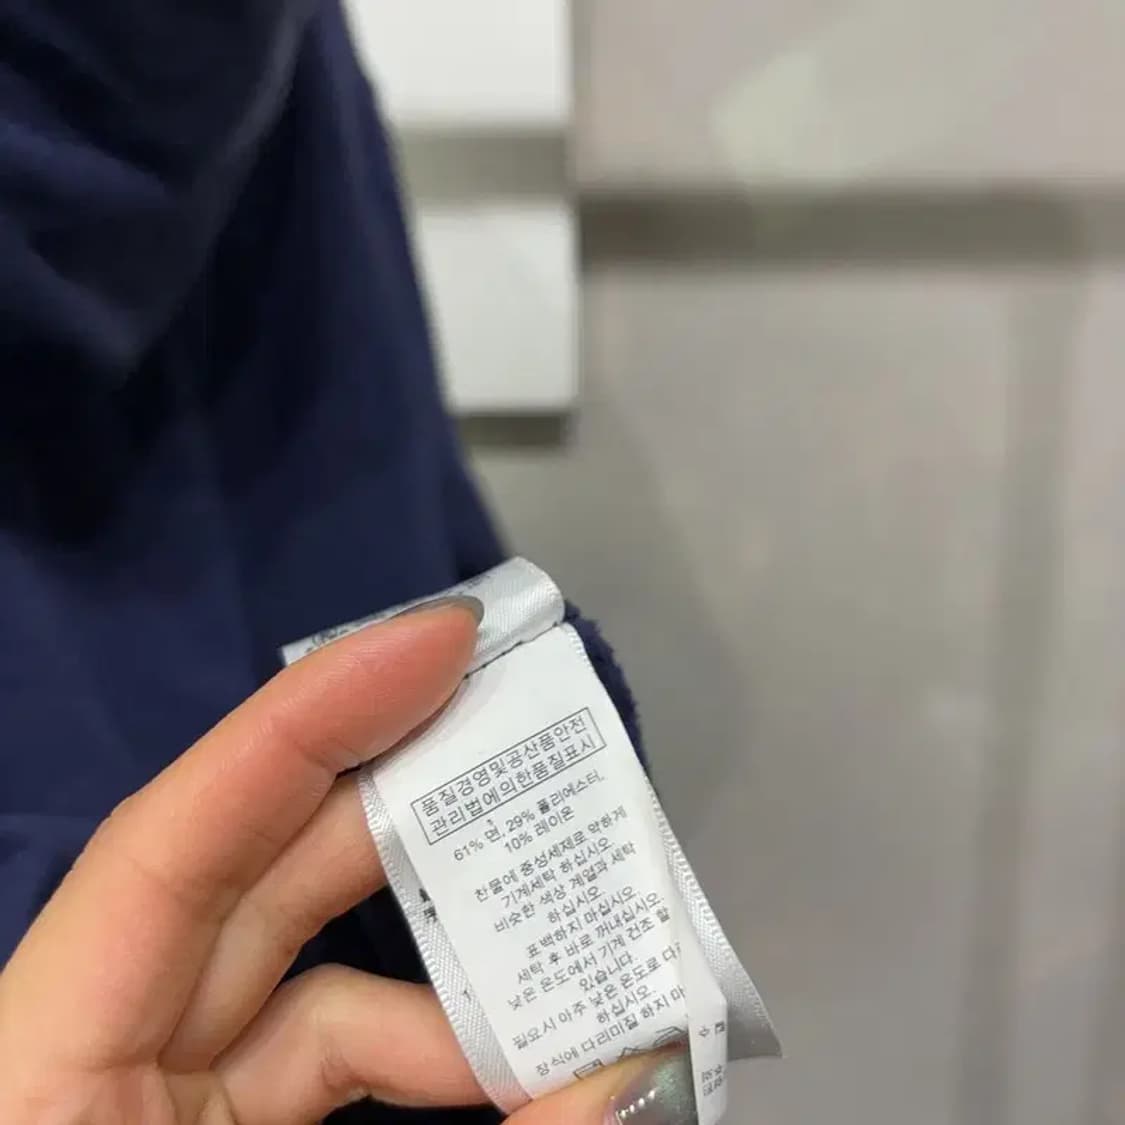 품질경영및공산품안전
관리법에의한품질표시
61% 면, 29% 폴리에스터,
10% 레이온
찬물에 중성세제로 약하게
기계세탁 하십시오.
비슷한 색상 계열과 세탁
하십시오.
표백하지 마십시오.
세탁 후 바로 꺼내십시오.
낮은 온도에서 기계 건조 할
있습니다.
필요시 아주 낮은 온도로
하십시오.
장식에 다리미질 하지